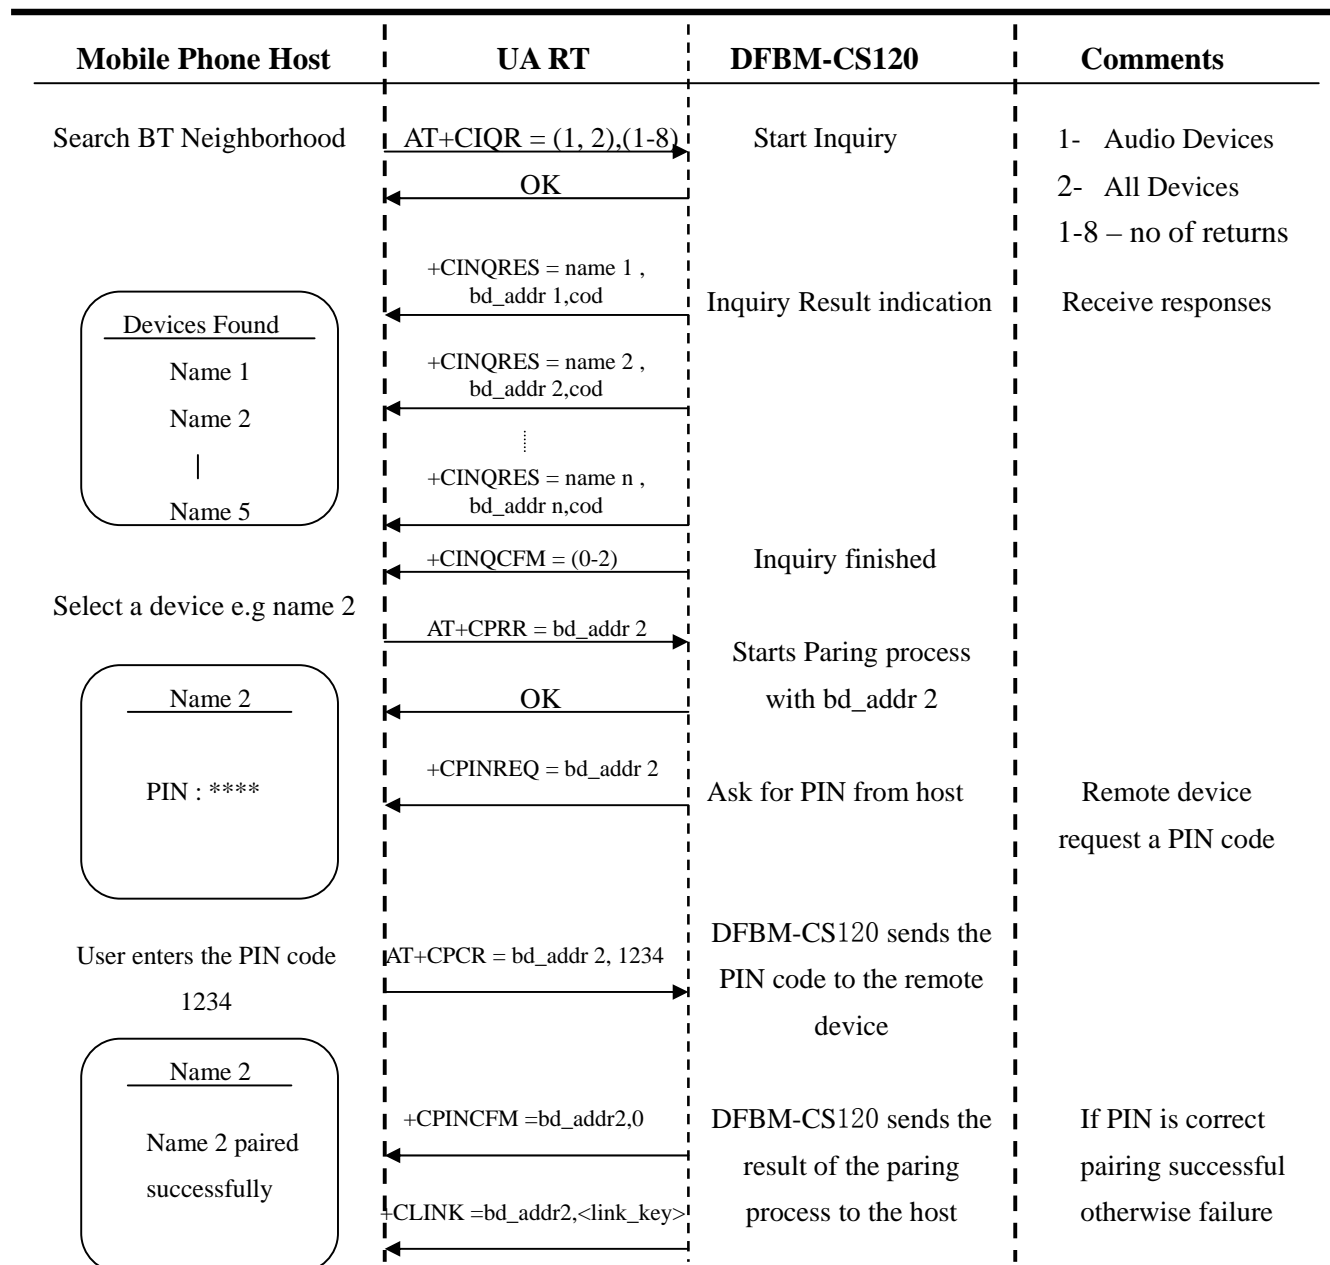 Mobile Phone Host UA RT DFBM-CS120 Comments
Search BT Neighborhood AT+CIQR = (1, 2),(1-8) Start Inquiry 1- Audio Devices
OK 2- All Devices
1-8 – no of returns
+CINQRES = name 1 ,
bd_addr 1,cod Inquiry Result indication Receive responses
Devices Found
Name 1
+CINQRES = name 2 ,
bd_addr 2,cod
Name 2
+CINQRES = name n ,
bd_addr n,cod
Name 5
+CINQCFM = (0-2) Inquiry finished
Select a device e.g name 2
AT+CPRR = bd_addr 2
Starts Paring process
with bd_addr 2
Name 2 OK
+CPINREQ = bd_addr 2
PIN : **** Ask for PIN from host Remote device
request a PIN code
DFBM-CS120 sends the
User enters the PIN code AT+CPCR = bd_addr 2, 1234
PIN code to the remote
1234
device
Name 2
+CPINCFM =bd_addr2,0 DFBM-CS120 sends the If PIN is correct
Name 2 paired result of the paring pairing successful
successfully +CLINK =bd_addr2,<link_key> process to the host otherwise failure